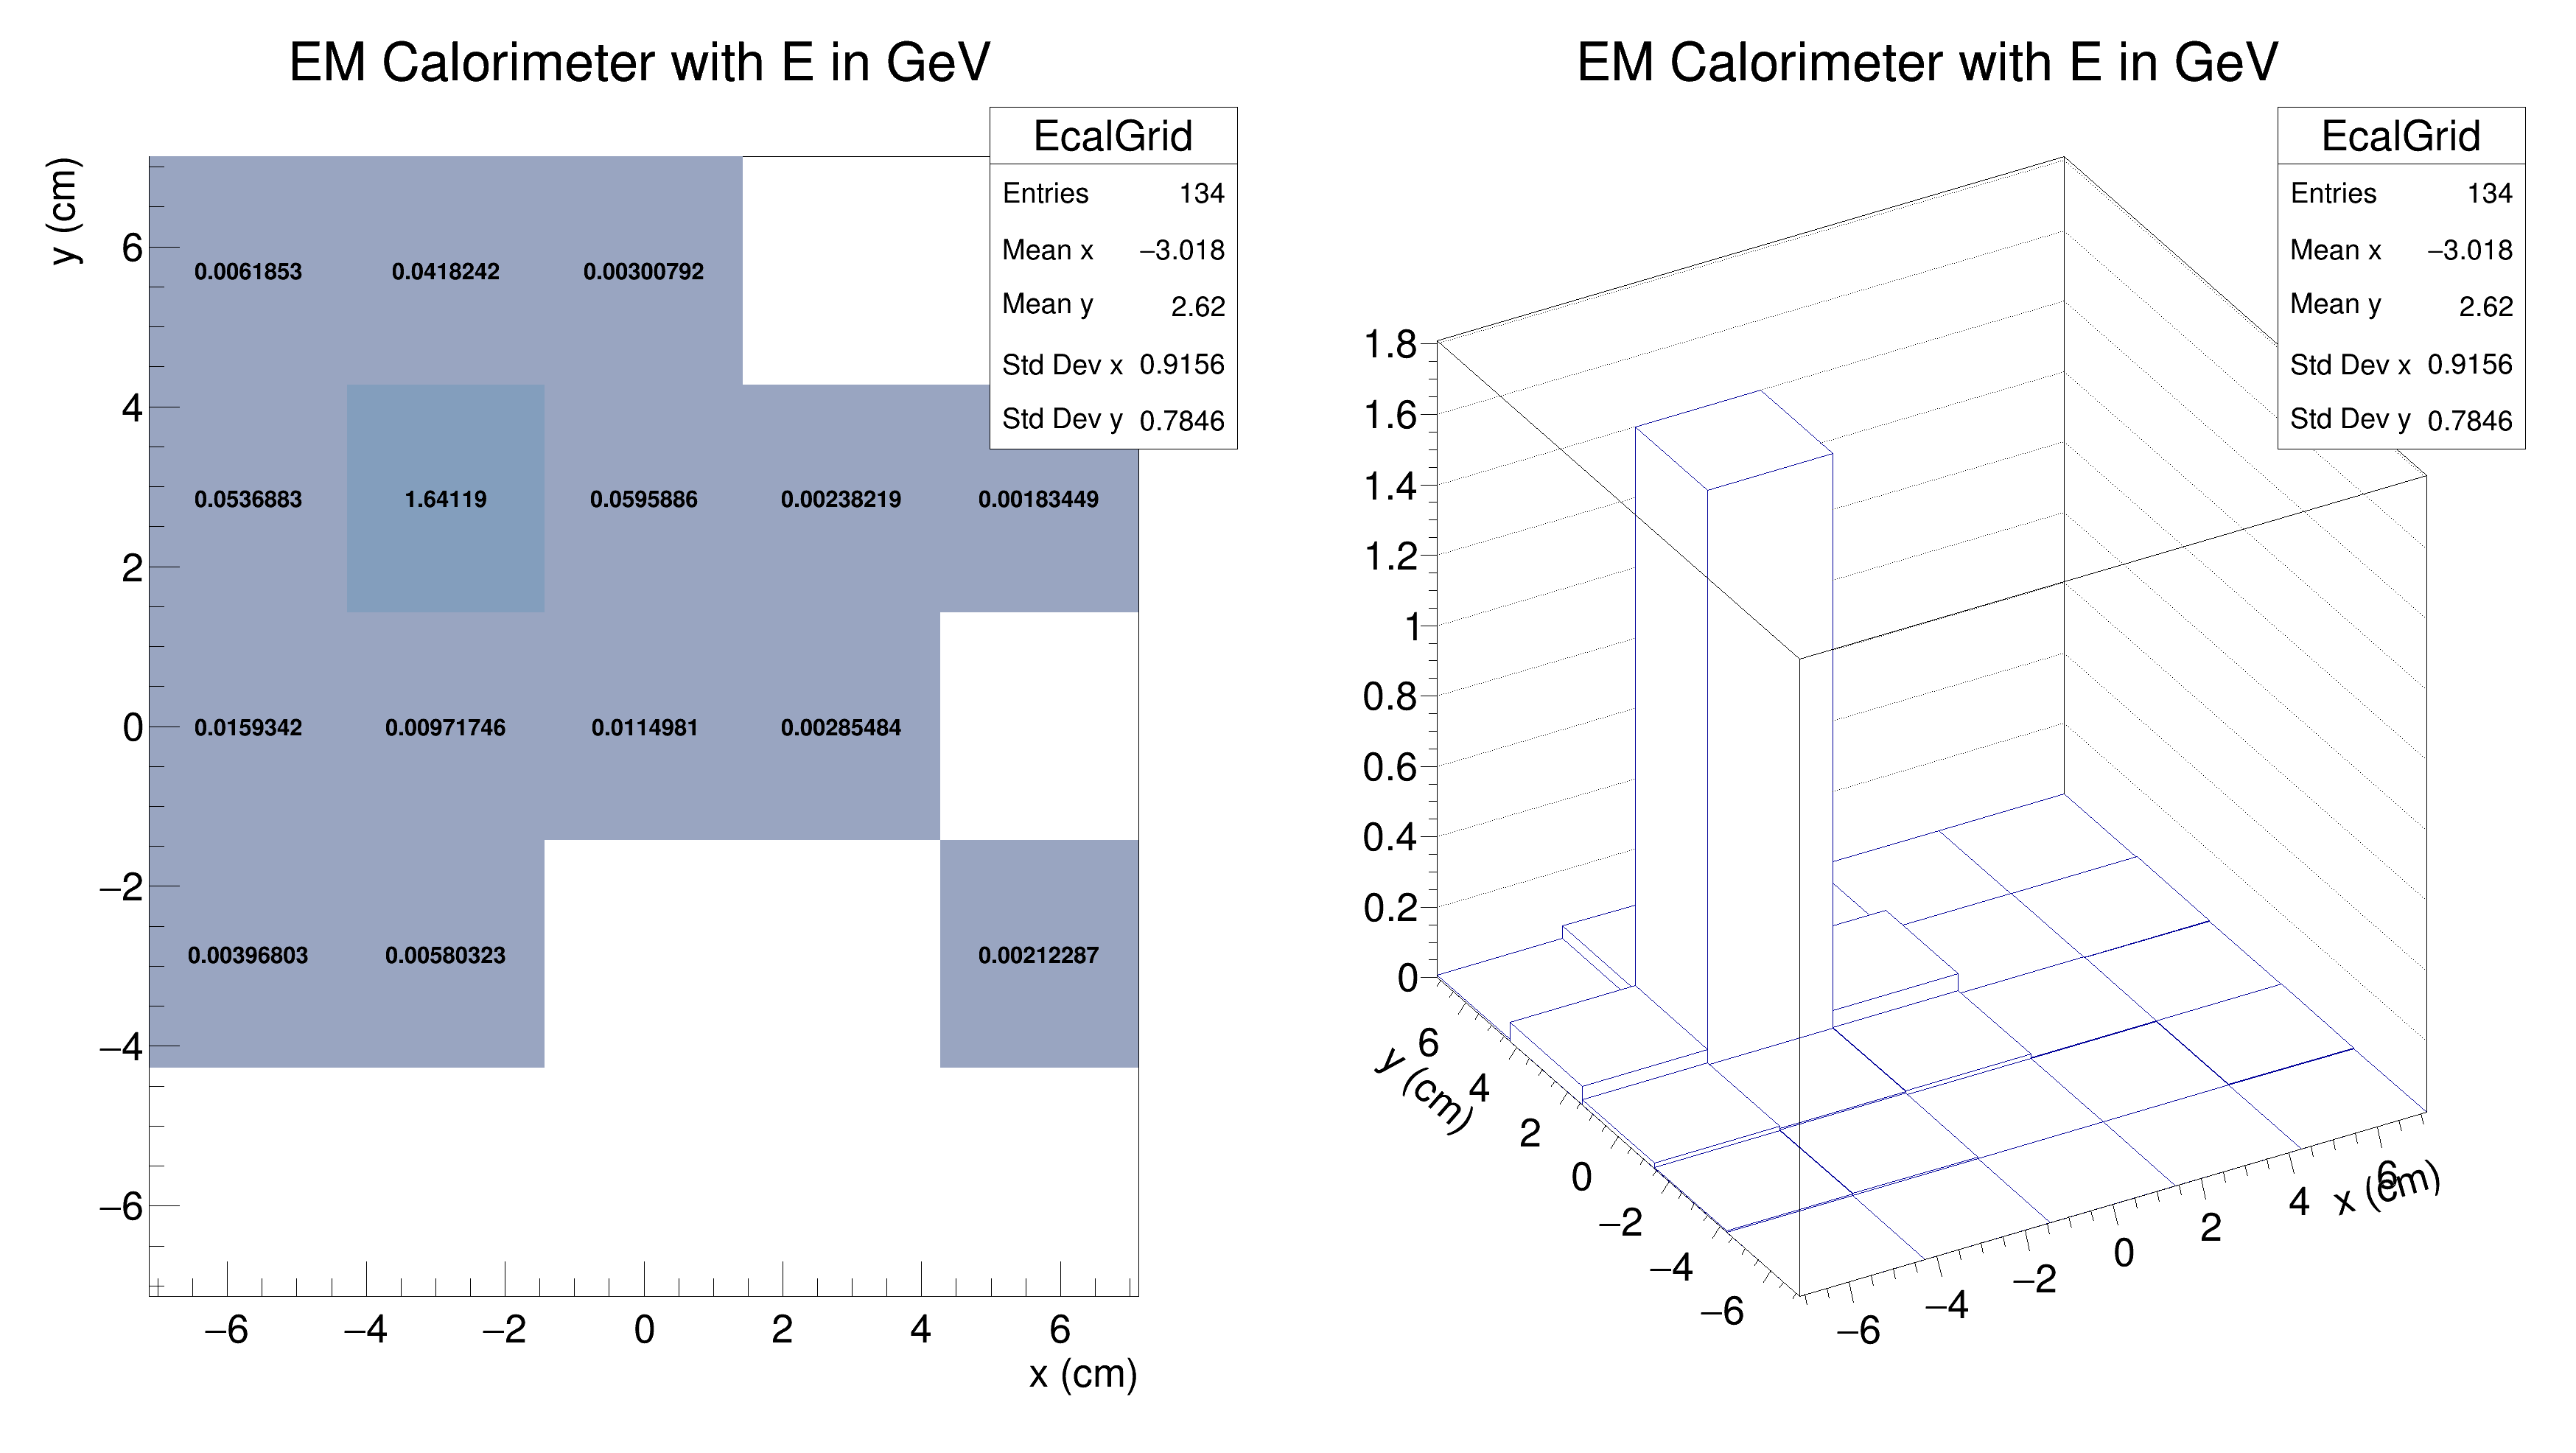 EM Calorimeter with E in GeV
EcalGrid
Entries 134
Mean x −3.018
Mean y 2.62
Std Dev x 0.9156
Std Dev y 0.7846
y (cm)
6
4
2
0
−2
−4
−6
0.0061853 0.0418242 0.00300792
0.0536883 1.64119 0.0595886 0.00238219 0.00183449
0.0159342 0.00971746 0.0114981 0.00285484
0.00396803 0.00580323 0.00212287
−6 −4 −2 0 2 4 6
x (cm)
EM Calorimeter with E in GeV
EcalGrid
Entries 134
Mean x −3.018
Mean y 2.62
Std Dev x 0.9156
Std Dev y 0.7846
1.8
1.6
1.4
1.2
1
0.8
0.6
0.4
0.2
0
6
4
2
0
−2
−4
−6
y (cm)
−6
−4
−2
0
2
4
6
x (cm)